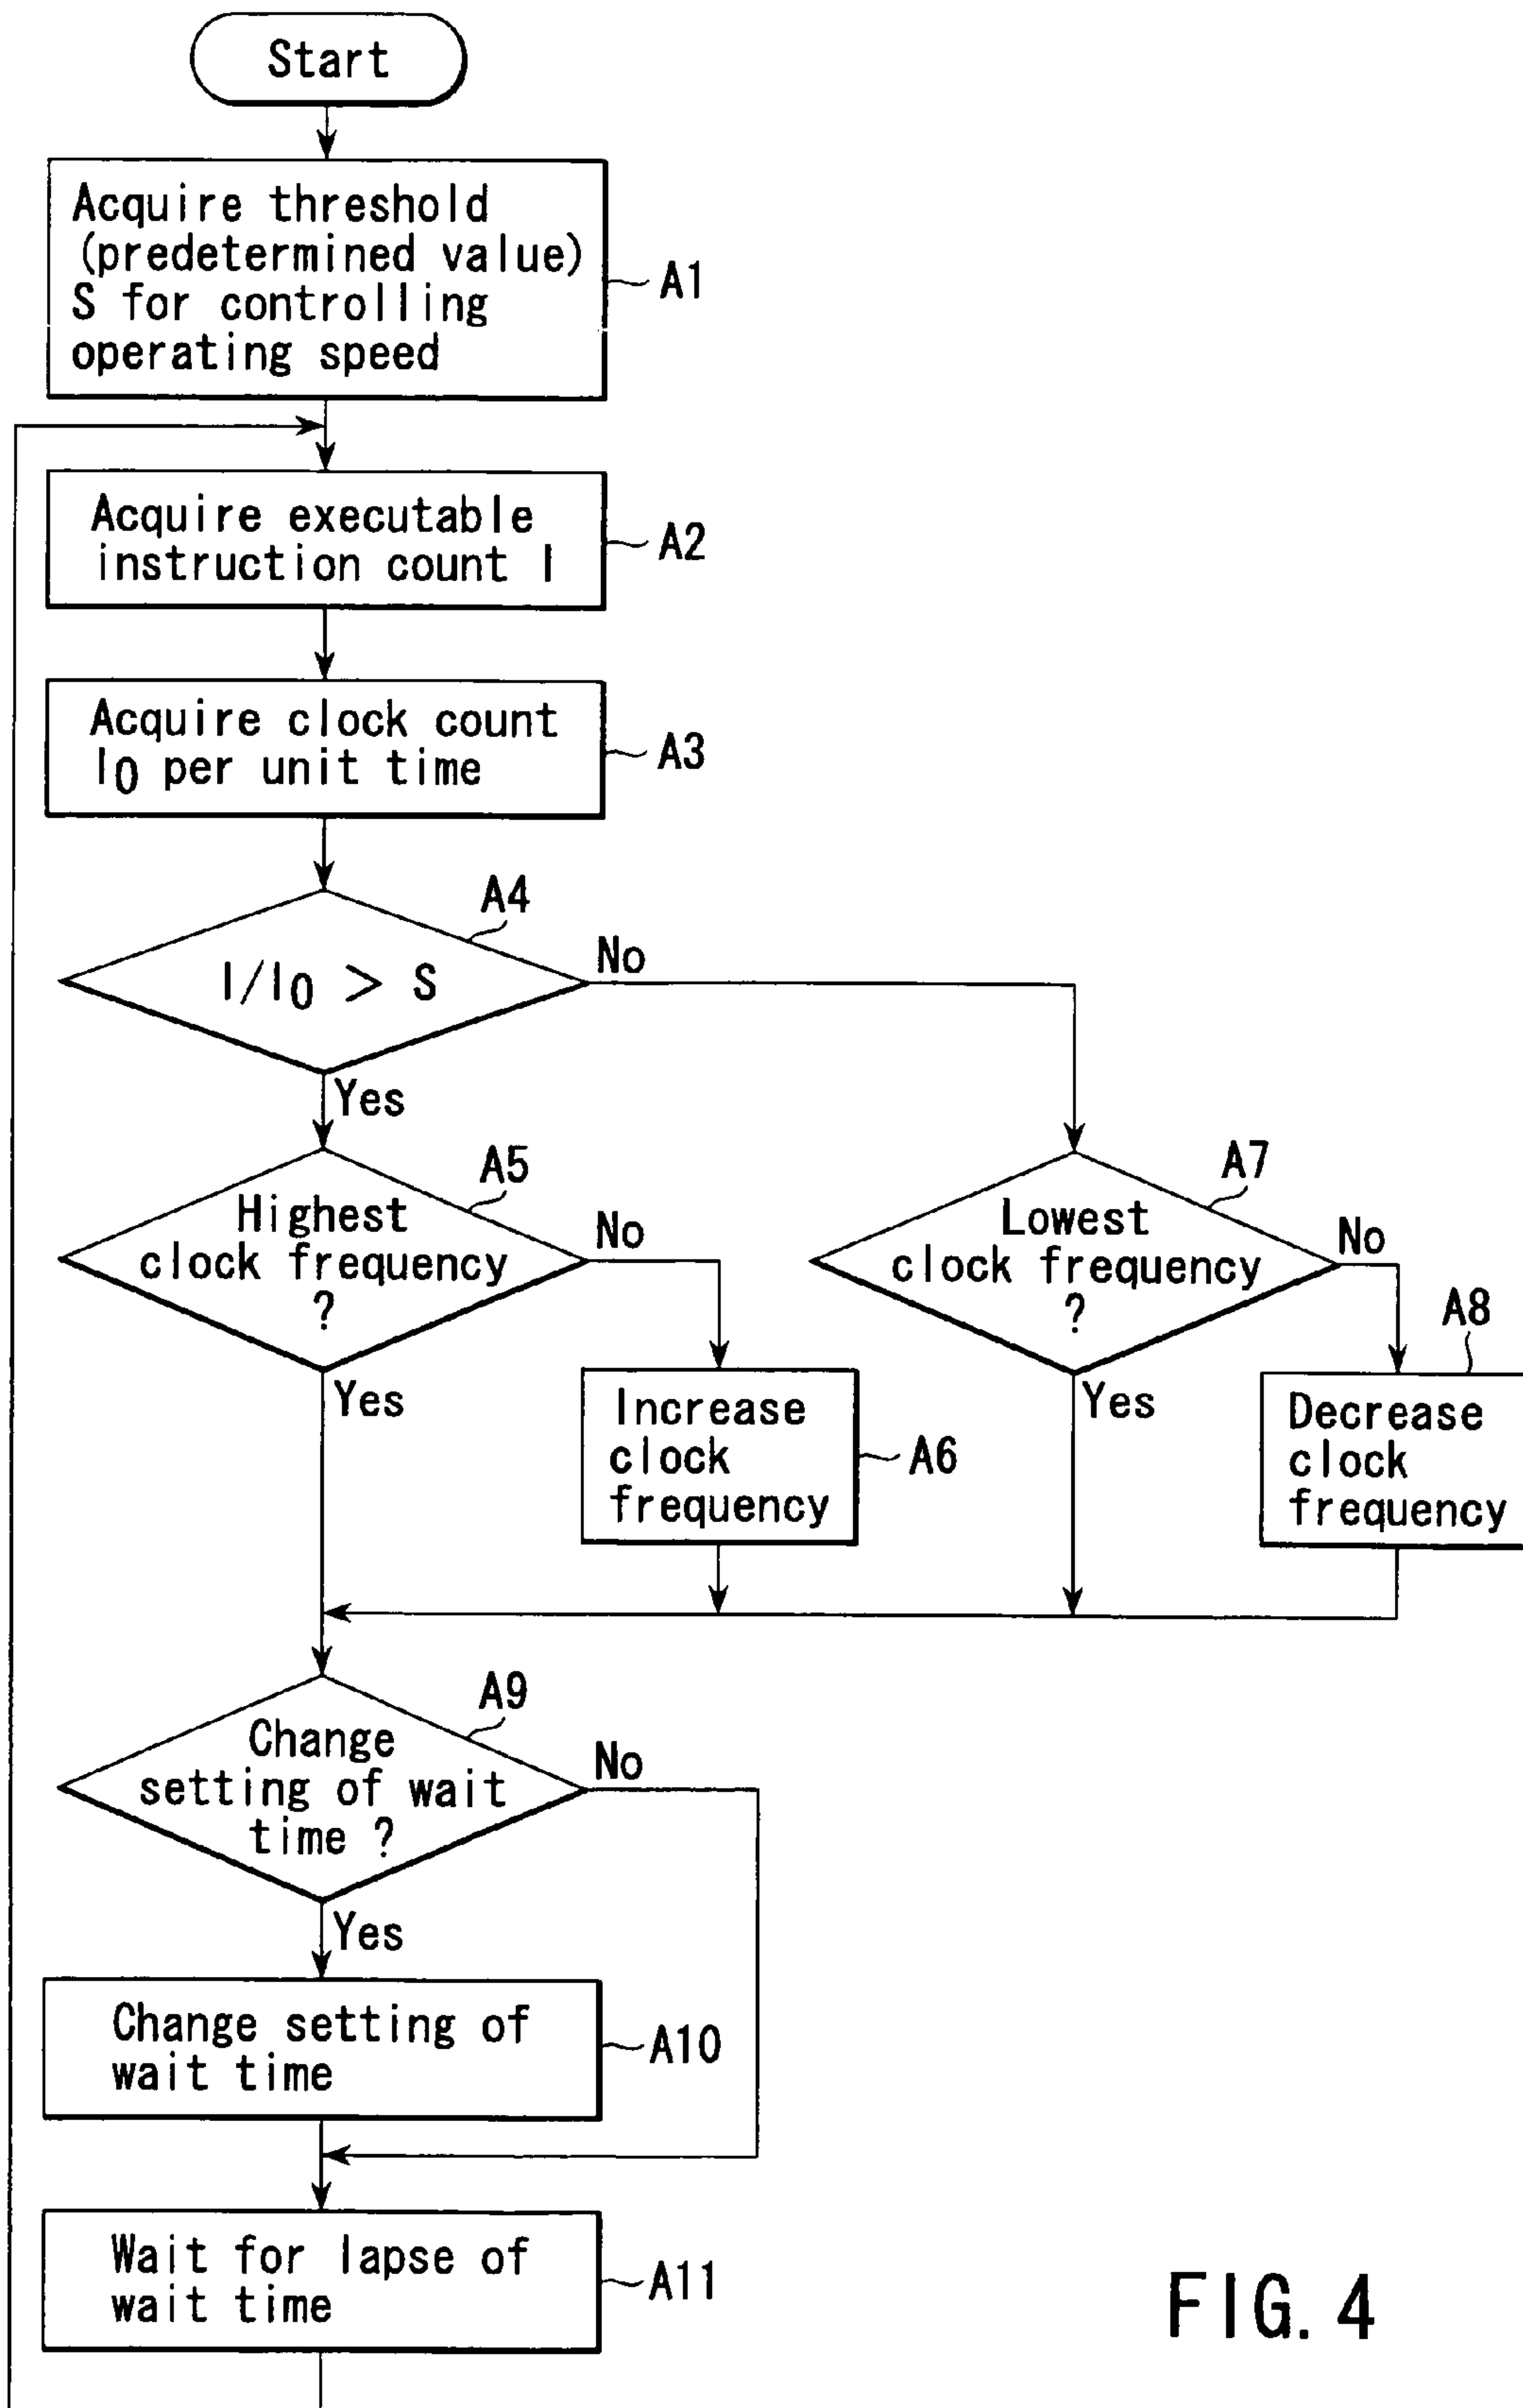 Start
Acquire threshold
(predetermined value)
S for controlling
operating speed
A1
Acquire executable
instruction count I
A2
Acquire clock count
I0 per unit time
A3
A4
I/I0 > S
No
Yes
A5
Highest
clock frequency
?
No
Yes
A7
Lowest
clock frequency
?
No
Yes
Increase
clock
frequency
A6
A8
Decrease
clock
frequency
A9
Change
setting of wait
time ?
No
Yes
Change setting of
wait time
A10
Wait for lapse of
wait time
A11
FIG. 4